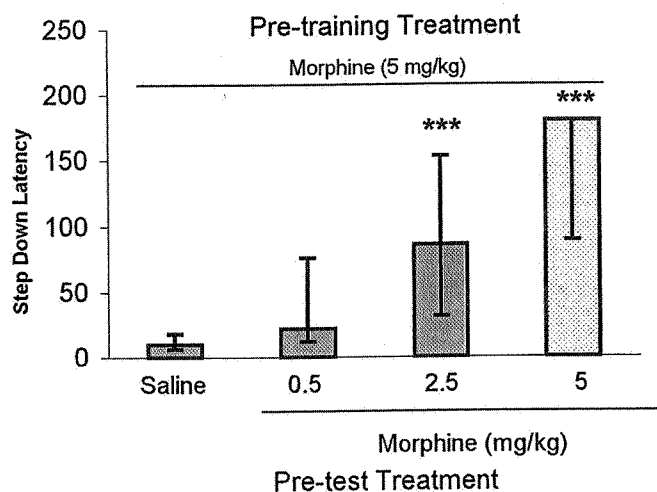 Pre-training Treatment
Morphine (5 mg/kg)
250
200
150
100
50
0
Step Down Latency
***
***
Saline
0.5
2.5
5
Morphine (mg/kg)
Pre-test Treatment